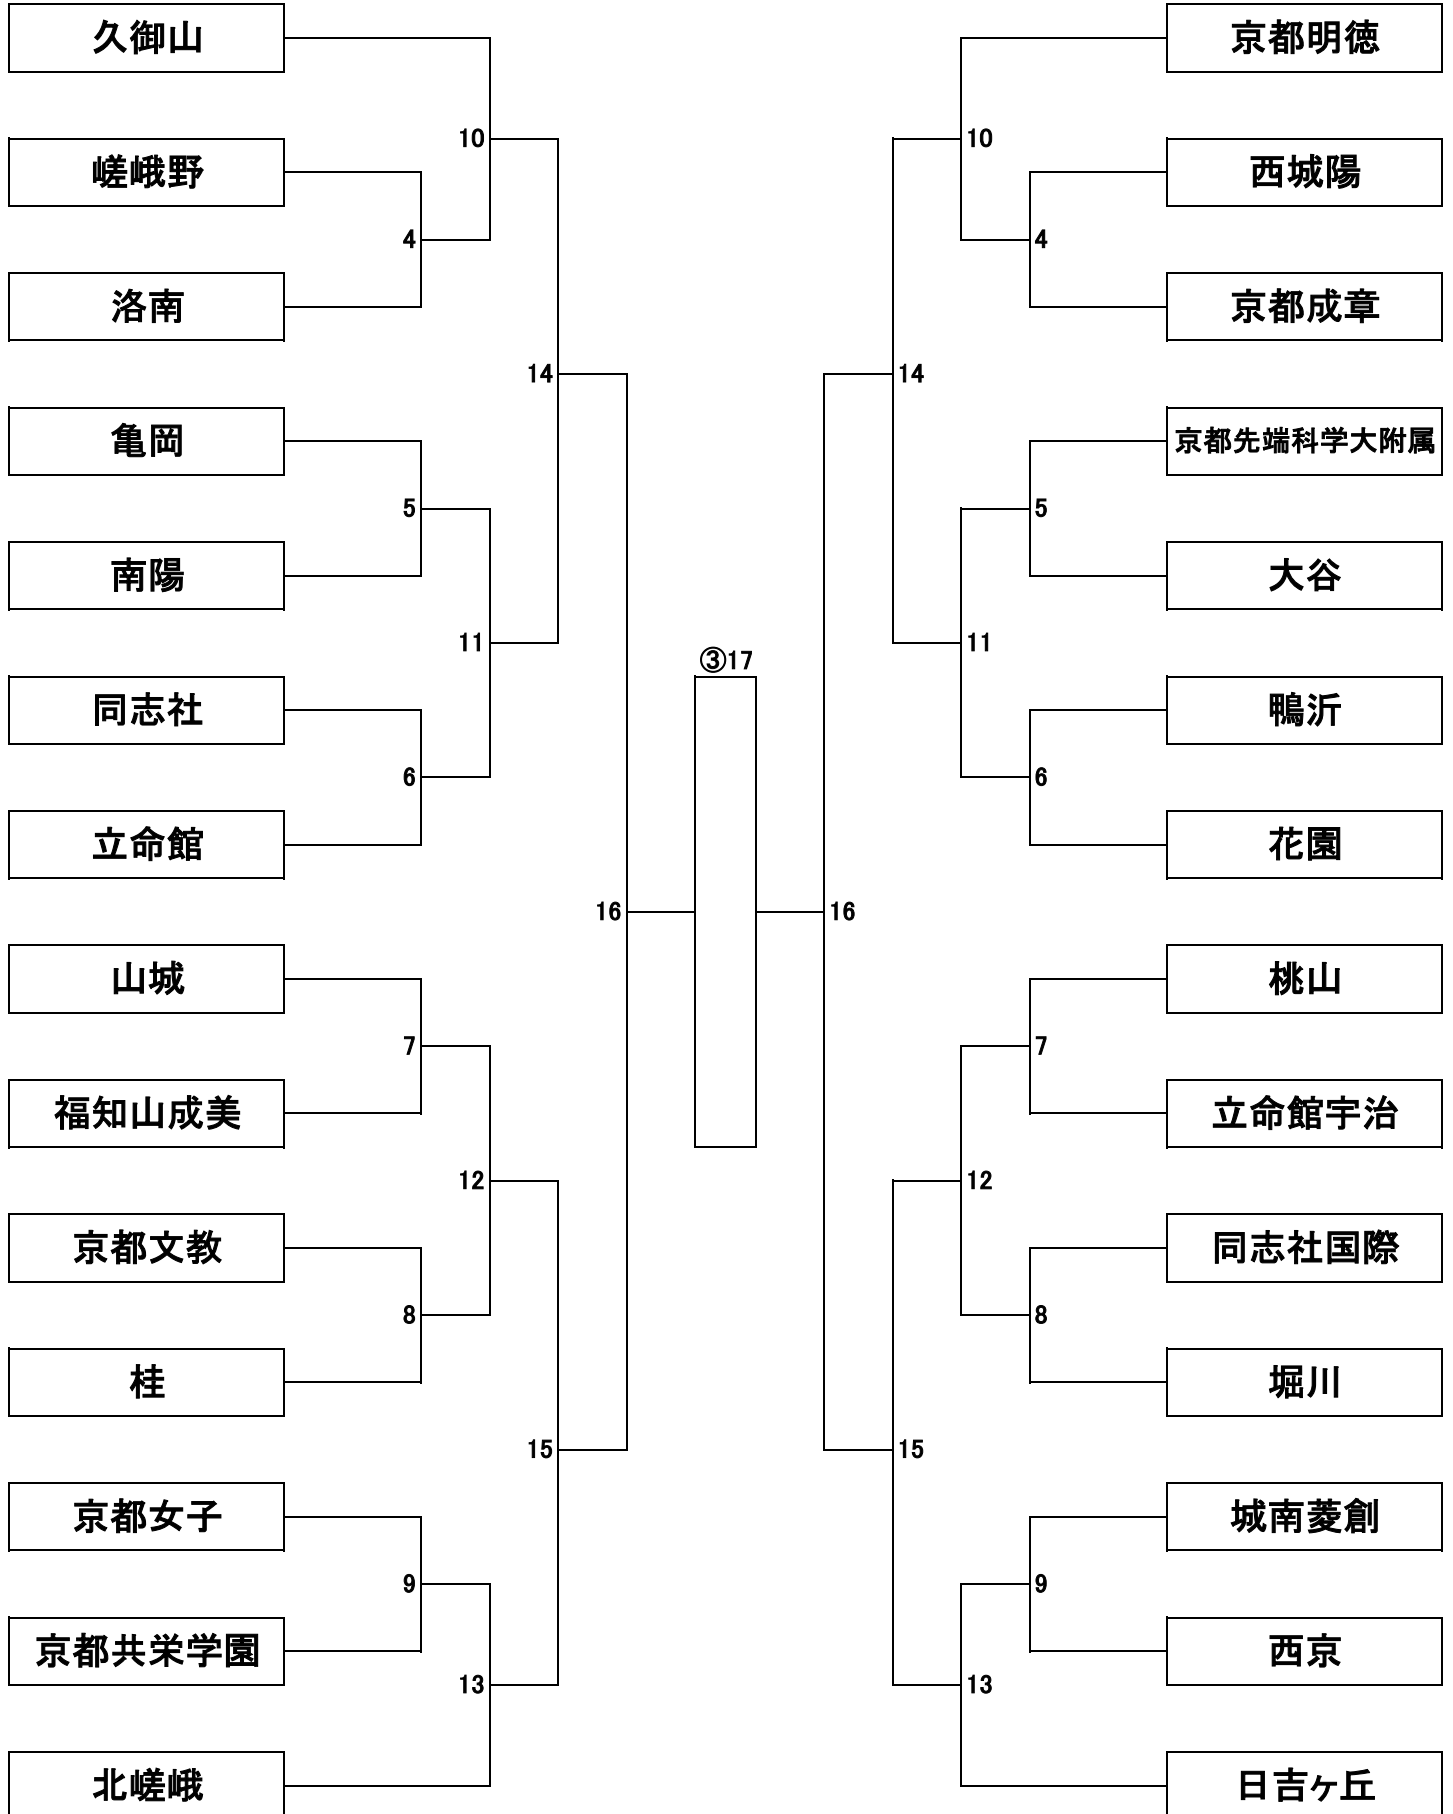 久御山
京都明徳
10
10
嵯峨野
西城陽
4
4
洛南
京都成章
14
14
亀岡
京都先端科学大附属
5
5
南陽
大谷
11
11
③17
同志社
鴨沂
6
6
立命館
花園
16
16
山城
桃山
7
7
福知山成美
立命館宇治
12
12
京都文教
同志社国際
8
8
桂
堀川
15
15
京都女子
城南菱創
9
9
京都共栄学園
西京
13
13
北嵯峨
日吉ヶ丘